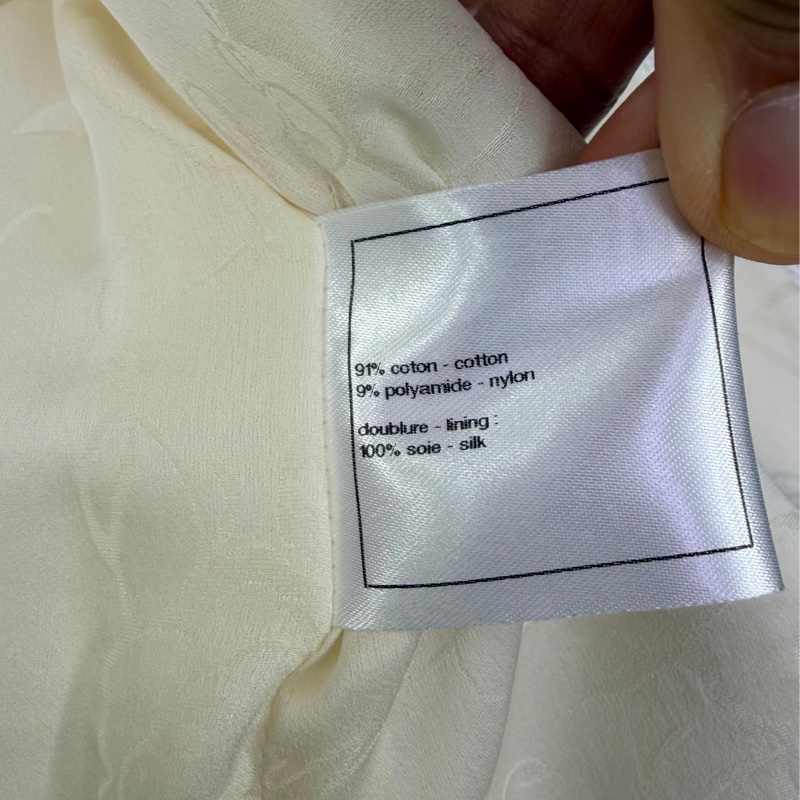 91% coton - cotton
9% polyamide - nylon
doublure - lining :
100% soie - silk